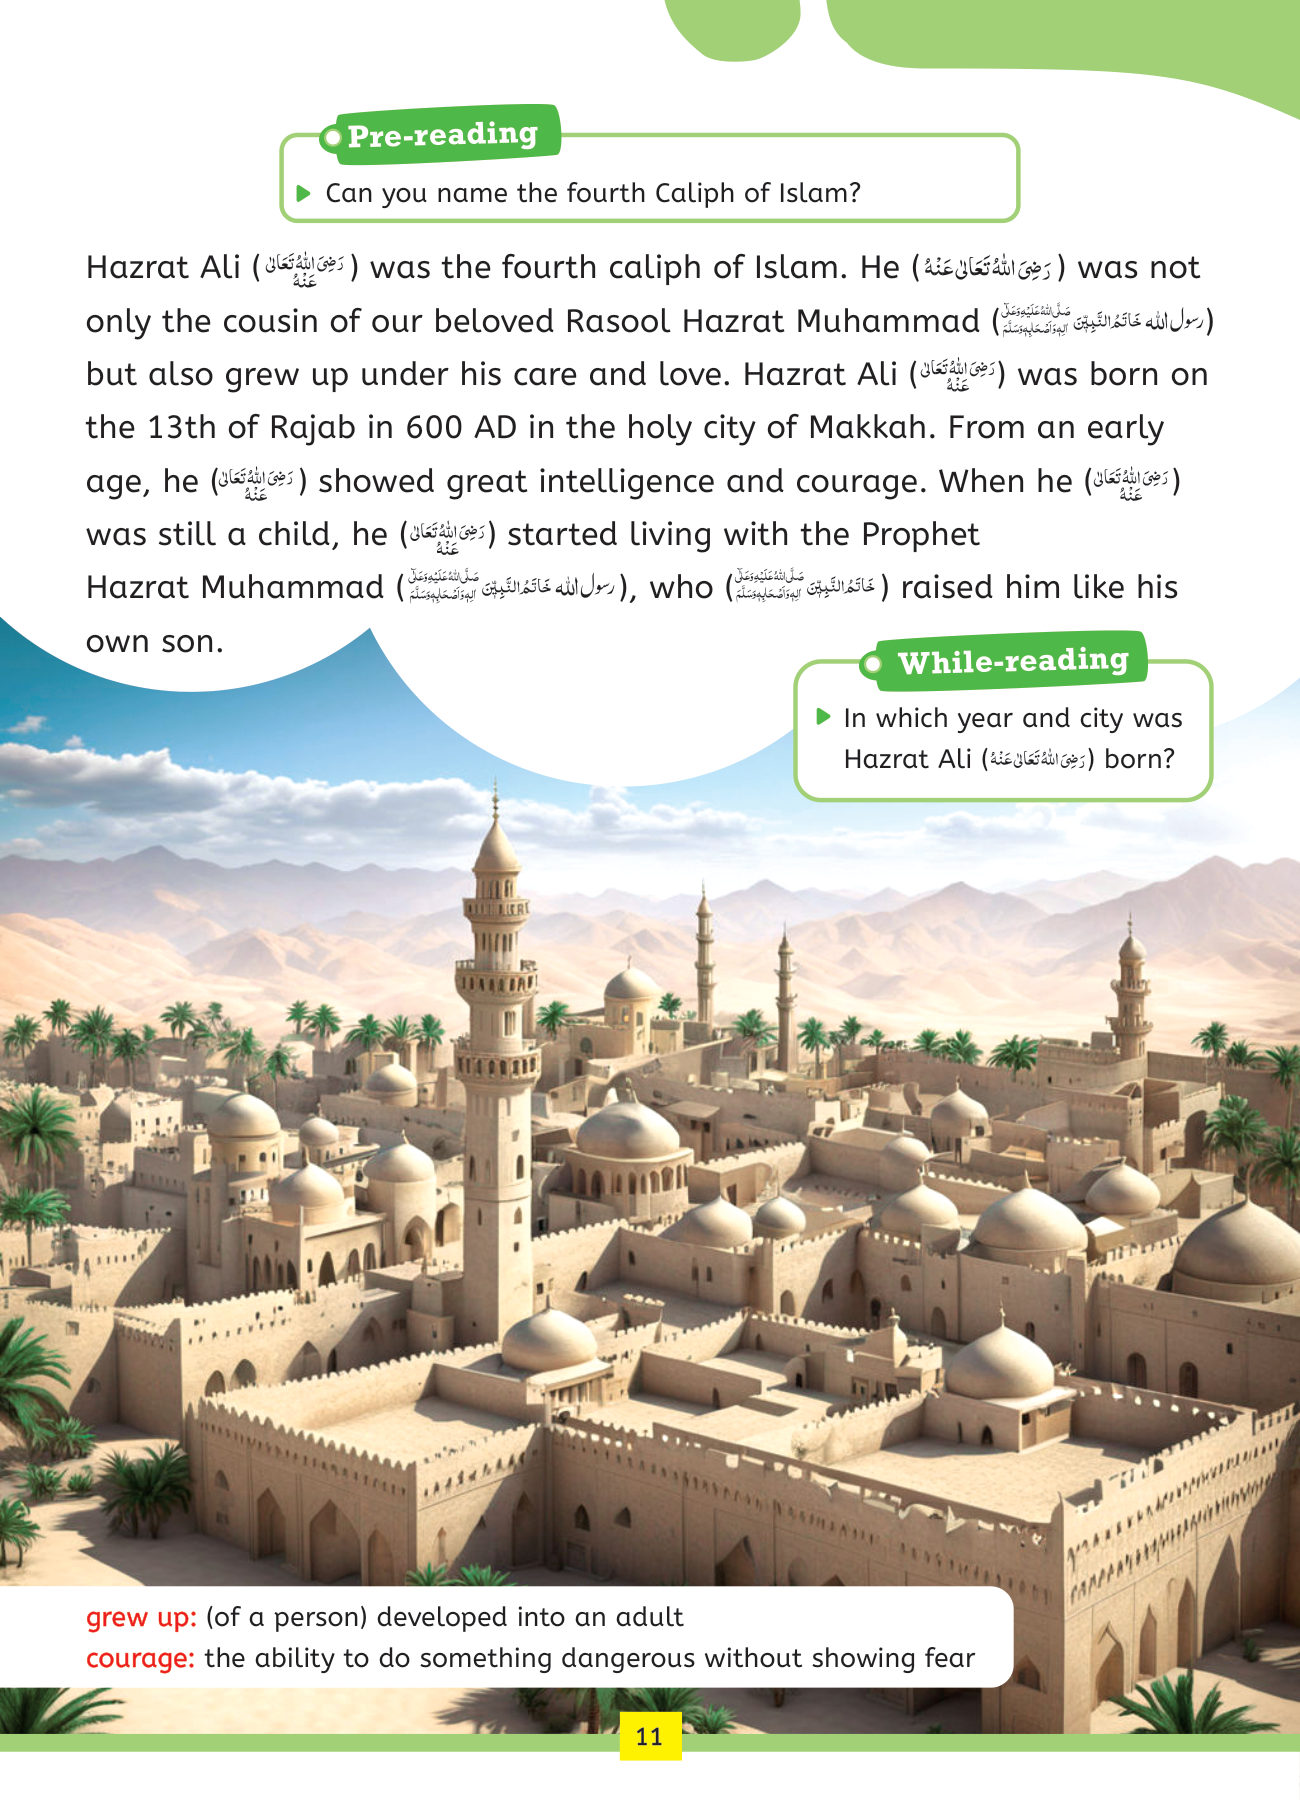 Pre-reading
Can you name the fourth Caliph of Islam?
Hazrat Ali (رَضِیَ اللّٰہُ تَعَالٰی عَنْہُ) was the fourth caliph of Islam. He (رَضِیَ اللّٰہُ تَعَالٰی عَنْہُ) was not
only the cousin of our beloved Rasool Hazrat Muhammad (رسول اللہ خَاتَمُ النَّبِیّٖنَ صَلَّی اللّٰہُ عَلَیْہِ وَعَلٰٓی اٰلِہٖ وَاَصْحَابِہٖ وَسَلَّمَ)
but also grew up under his care and love. Hazrat Ali (رَضِیَ اللّٰہُ تَعَالٰی عَنْہُ) was born on
the 13th of Rajab in 600 AD in the holy city of Makkah. From an early
age, he (رَضِیَ اللّٰہُ تَعَالٰی عَنْہُ) showed great intelligence and courage. When he (رَضِیَ اللّٰہُ تَعَالٰی عَنْہُ)
was still a child, he (رَضِیَ اللّٰہُ تَعَالٰی عَنْہُ) started living with the Prophet
Hazrat Muhammad (رسول اللہ خَاتَمُ النَّبِیّٖنَ صَلَّی اللّٰہُ عَلَیْہِ وَعَلٰٓی اٰلِہٖ وَاَصْحَابِہٖ وَسَلَّمَ), who (خَاتَمُ النَّبِیّٖنَ صَلَّی اللّٰہُ عَلَیْہِ وَعَلٰٓی اٰلِہٖ وَاَصْحَابِہٖ وَسَلَّمَ) raised him like his
own son.
While-reading
In which year and city was
Hazrat Ali (رَضِیَ اللّٰہُ تَعَالٰی عَنْہُ) born?
grew up: (of a person) developed into an adult
courage: the ability to do something dangerous without showing fear
11